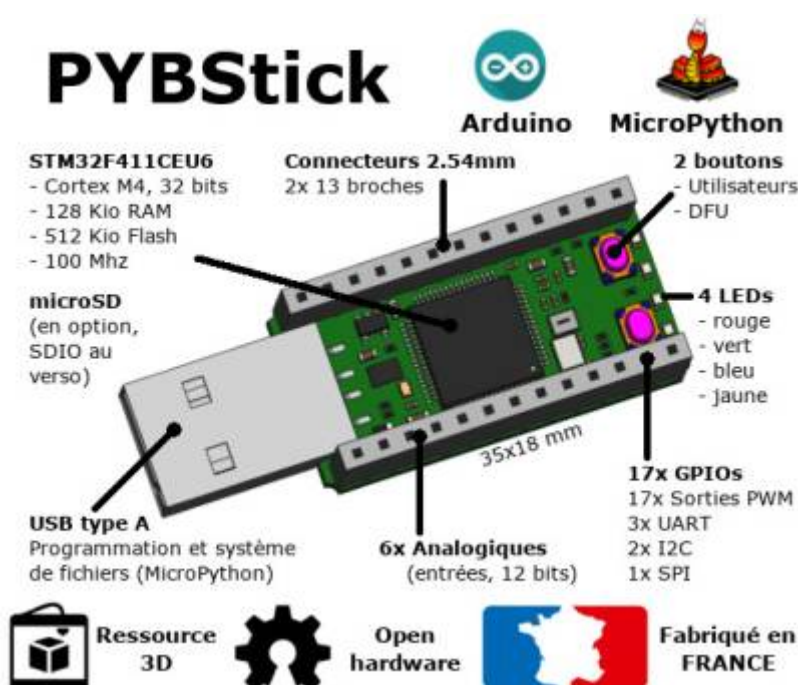 PYBStick
Arduino
MicroPython
STM32F411CEU6
- Cortex M4, 32 bits
- 128 Kio RAM
- 512 Kio Flash
- 100 Mhz
Connecteurs 2.54mm
2x 13 broches
2 boutons
- Utilisateurs
- DFU
microSD
(en option,
SDIO au
verso)
4 LEDs
- rouge
- vert
- bleu
- jaune
35x18 mm
USB type A
Programmation et système
de fichiers (MicroPython)
6x Analogiques
(entrées, 12 bits)
17x GPIOs
17x Sorties PWM
3x UART
2x I2C
1x SPI
Ressource
3D
Open
hardware
Fabriqué en
FRANCE